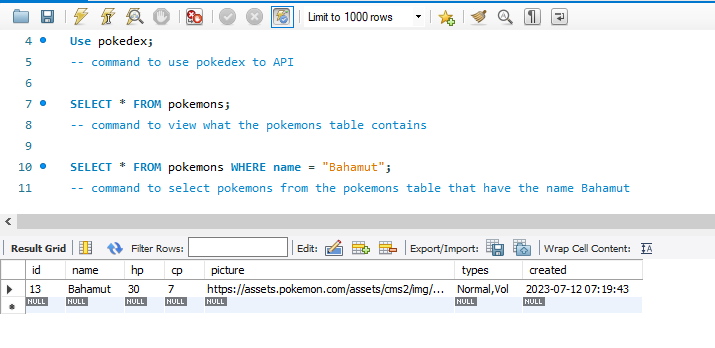 Limit to 1000 rows
4 Use pokedex;
5 -- command to use pokedex to API
6
7 SELECT * FROM pokemons;
8 -- command to view what the pokemons table contains
9
10 SELECT * FROM pokemons WHERE name = "Bahamut";
11 -- command to select pokemons from the pokemons table that have the name Bahamut
Result Grid Filter Rows: Edit: Export/Import: Wrap Cell Content:
id name hp cp picture types created
13 Bahamut 30 7 https://assets.pokemon.com/assets/cms2/img/... Normal,Vol 2023-07-12 07:19:43
NULL NULL NULL NULL NULL NULL NULL